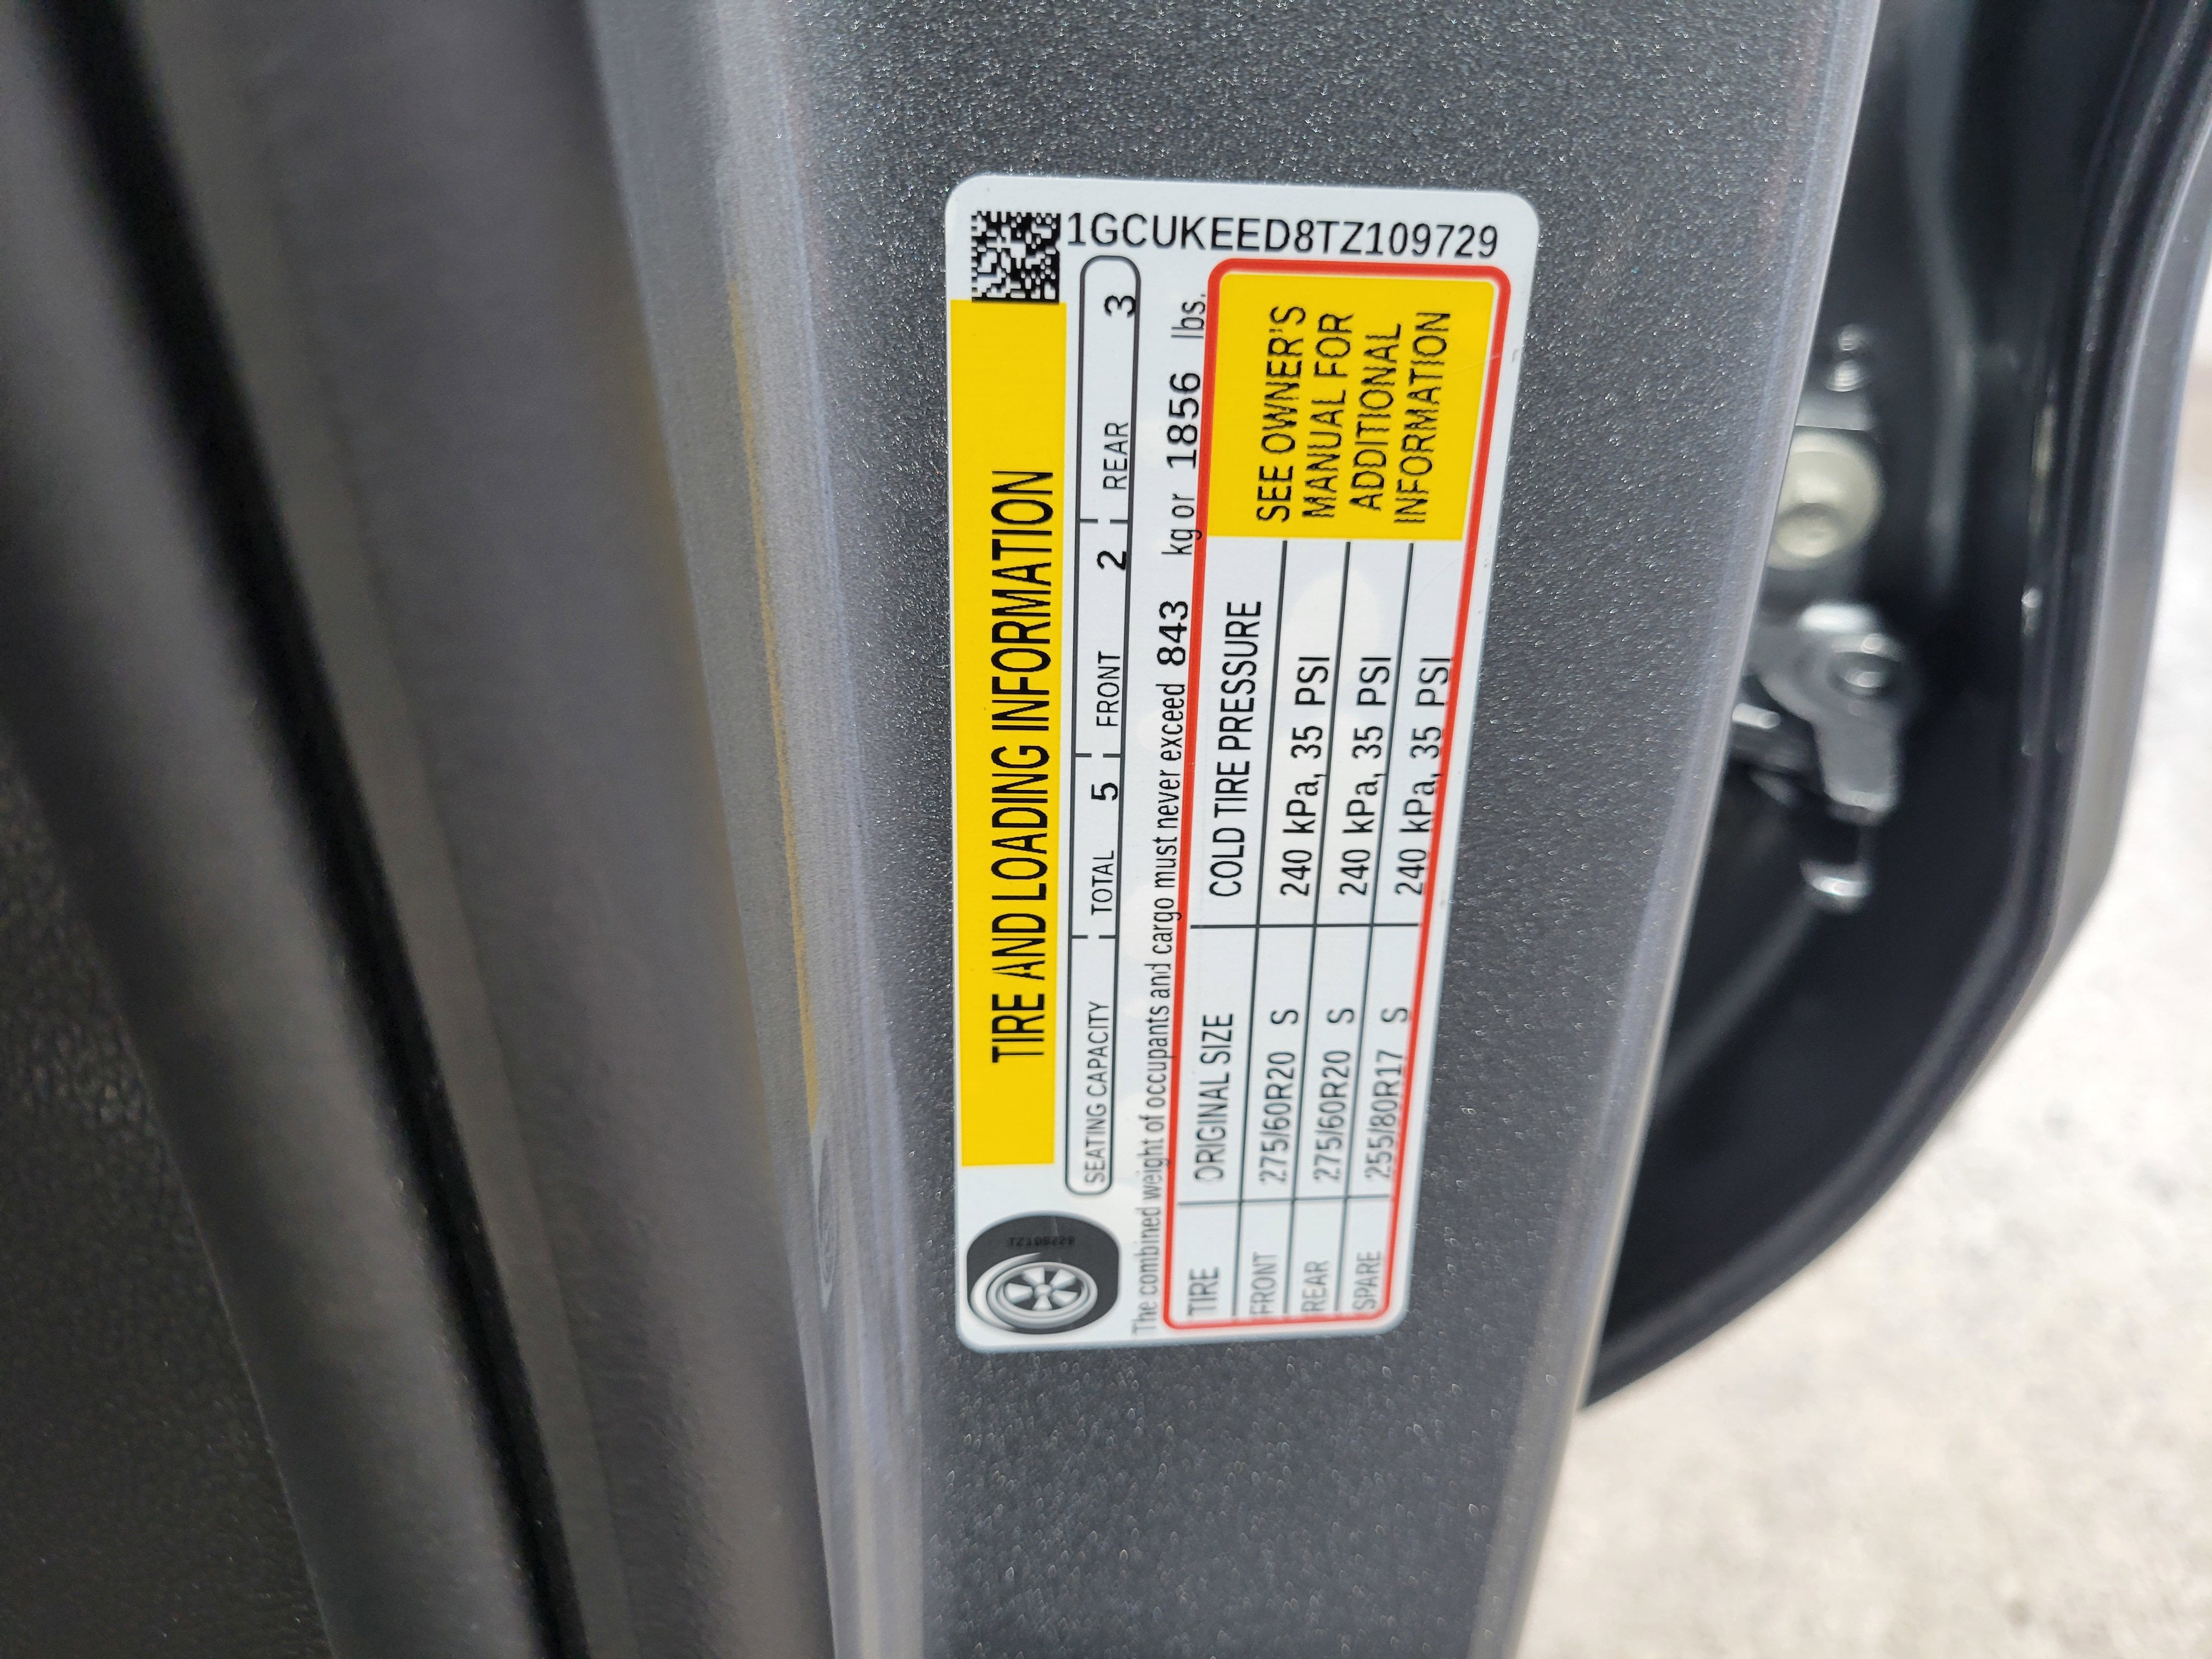 1GCUKEED8TZ109729
TIRE AND LOADING INFORMATION
SEATING CAPACITY TOTAL 5 FRONT 2 REAR 3
The combined weight of occupants and cargo must never exceed 843 kg or 1856 lbs.
TIRE ORIGINAL SIZE COLD TIRE PRESSURE
FRONT 275/60R20 S 240 kPa, 35 PSI
REAR 275/60R20 S 240 kPa, 35 PSI
SPARE 255/80R17 S 240 kPa, 35 PSI
SEE OWNER'S
MANUAL FOR
ADDITIONAL
INFORMATION